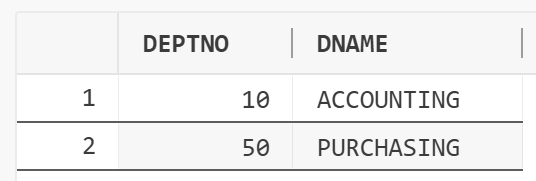 DEPTNO DNAME
1 10 ACCOUNTING
2 50 PURCHASING